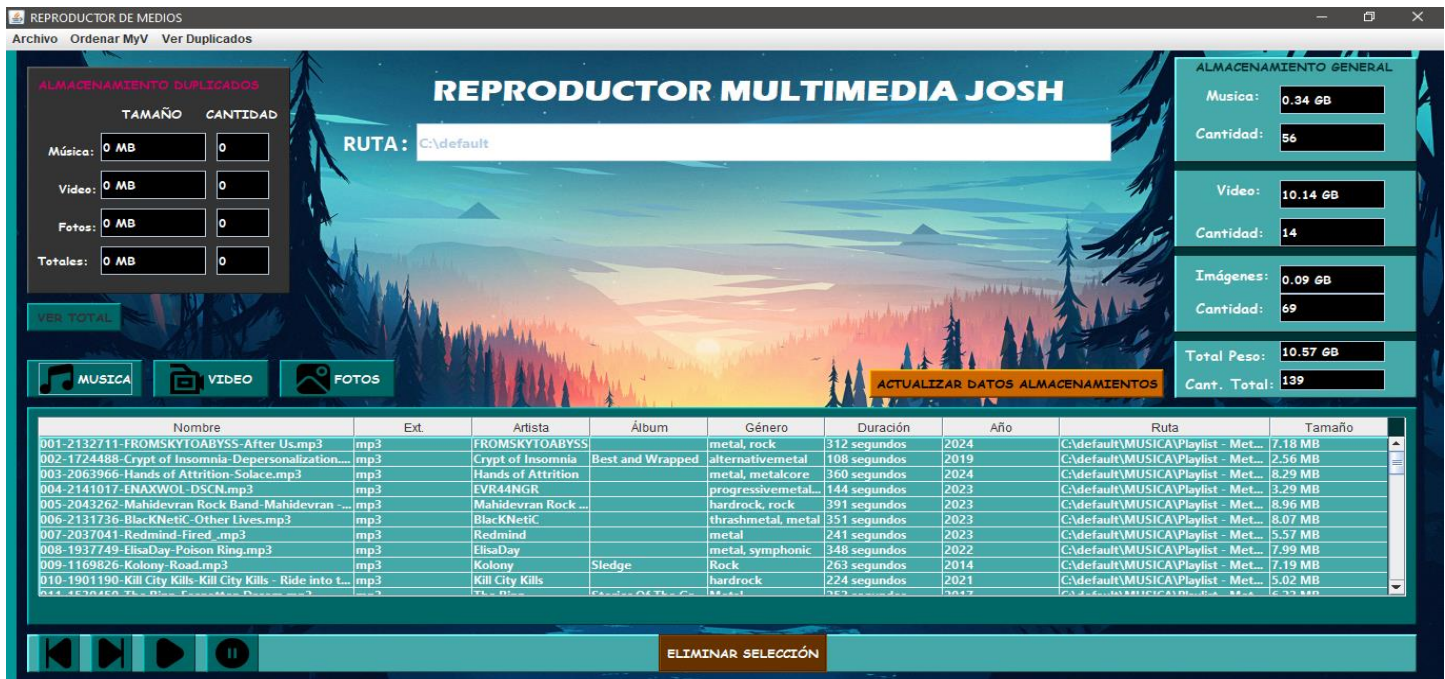 REPRODUCTOR DE MEDIOS
Archivo Ordenar MyV Ver Duplicados
REPRODUCTOR MULTIMEDIA JOSH
RUTA: C:\default
ALMACENAMIENTO DUPLICADOS
TAMAÑO CANTIDAD
Música: 0 MB 0
Video: 0 MB 0
Fotos: 0 MB 0
Totales: 0 MB 0
VER TOTAL
ALMACENAMIENTO GENERAL
Musica: 0.34 GB
Cantidad: 56
Video: 10.14 GB
Cantidad: 14
Imágenes: 0.09 GB
Cantidad: 69
Total Peso: 10.57 GB
Cant. Total: 139
MUSICA VIDEO FOTOS
ACTUALIZAR DATOS ALMACENAMIENTOS
Nombre Ext. Artista Álbum Género Duración Año Ruta Tamaño
001-2132711-FROMSKYTOABYSS-After Us.mp3 mp3 FROMSKYTOABYSS metal, rock 312 segundos 2024 C:\default\MUSICA\Playlist - Met... 7.18 MB
002-1724488-Crypt of Insomnia-Depersonalization.... mp3 Crypt of Insomnia Best and Wrapped alternativemetal 108 segundos 2019 C:\default\MUSICA\Playlist - Met... 2.56 MB
003-2063966-Hands of Attrition-Solace.mp3 mp3 Hands of Attrition metal, metalcore 360 segundos 2024 C:\default\MUSICA\Playlist - Met... 8.29 MB
004-2141017-ENAXWOL-DSCN.mp3 mp3 EVR44NGR progressivemetal... 144 segundos 2023 C:\default\MUSICA\Playlist - Met... 3.29 MB
005-2043262-Mahidevran Rock Band-Mahidevran -... mp3 Mahidevran Rock ... hardrock, rock 391 segundos 2023 C:\default\MUSICA\Playlist - Met... 8.96 MB
006-2131736-BlacKNetiC-Other Lives.mp3 mp3 BlacKNetiC thrashmetal, metal 351 segundos 2023 C:\default\MUSICA\Playlist - Met... 8.07 MB
007-2037041-Redmind-Fired_.mp3 mp3 Redmind metal 241 segundos 2023 C:\default\MUSICA\Playlist - Met... 5.57 MB
008-1937749-ElisaDay-Poison Ring.mp3 mp3 ElisaDay metal, symphonic 348 segundos 2022 C:\default\MUSICA\Playlist - Met... 7.99 MB
009-1169826-Kolony-Road.mp3 mp3 Kolony Sledge Rock 263 segundos 2014 C:\default\MUSICA\Playlist - Met... 7.19 MB
010-1901190-Kill City Kills-Kill City Kills - Ride into t... mp3 Kill City Kills hardrock 224 segundos 2021 C:\default\MUSICA\Playlist - Met... 5.02 MB
ELIMINAR SELECCIÓN